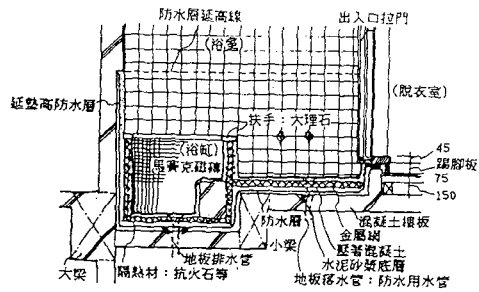 防水層延高線
出入口拉門
(浴室)
(脫衣室)
延墊高防水層
扶手:大理石
(浴缸)
馬賽克磁磚
45
踢腳板
75
150
防水層
混凝土樓板
小梁
金屬網
壓著混凝土
地板排水管
水泥砂漿底層
大梁
隔熱材:抗火石等
地板落水管:防水用水管